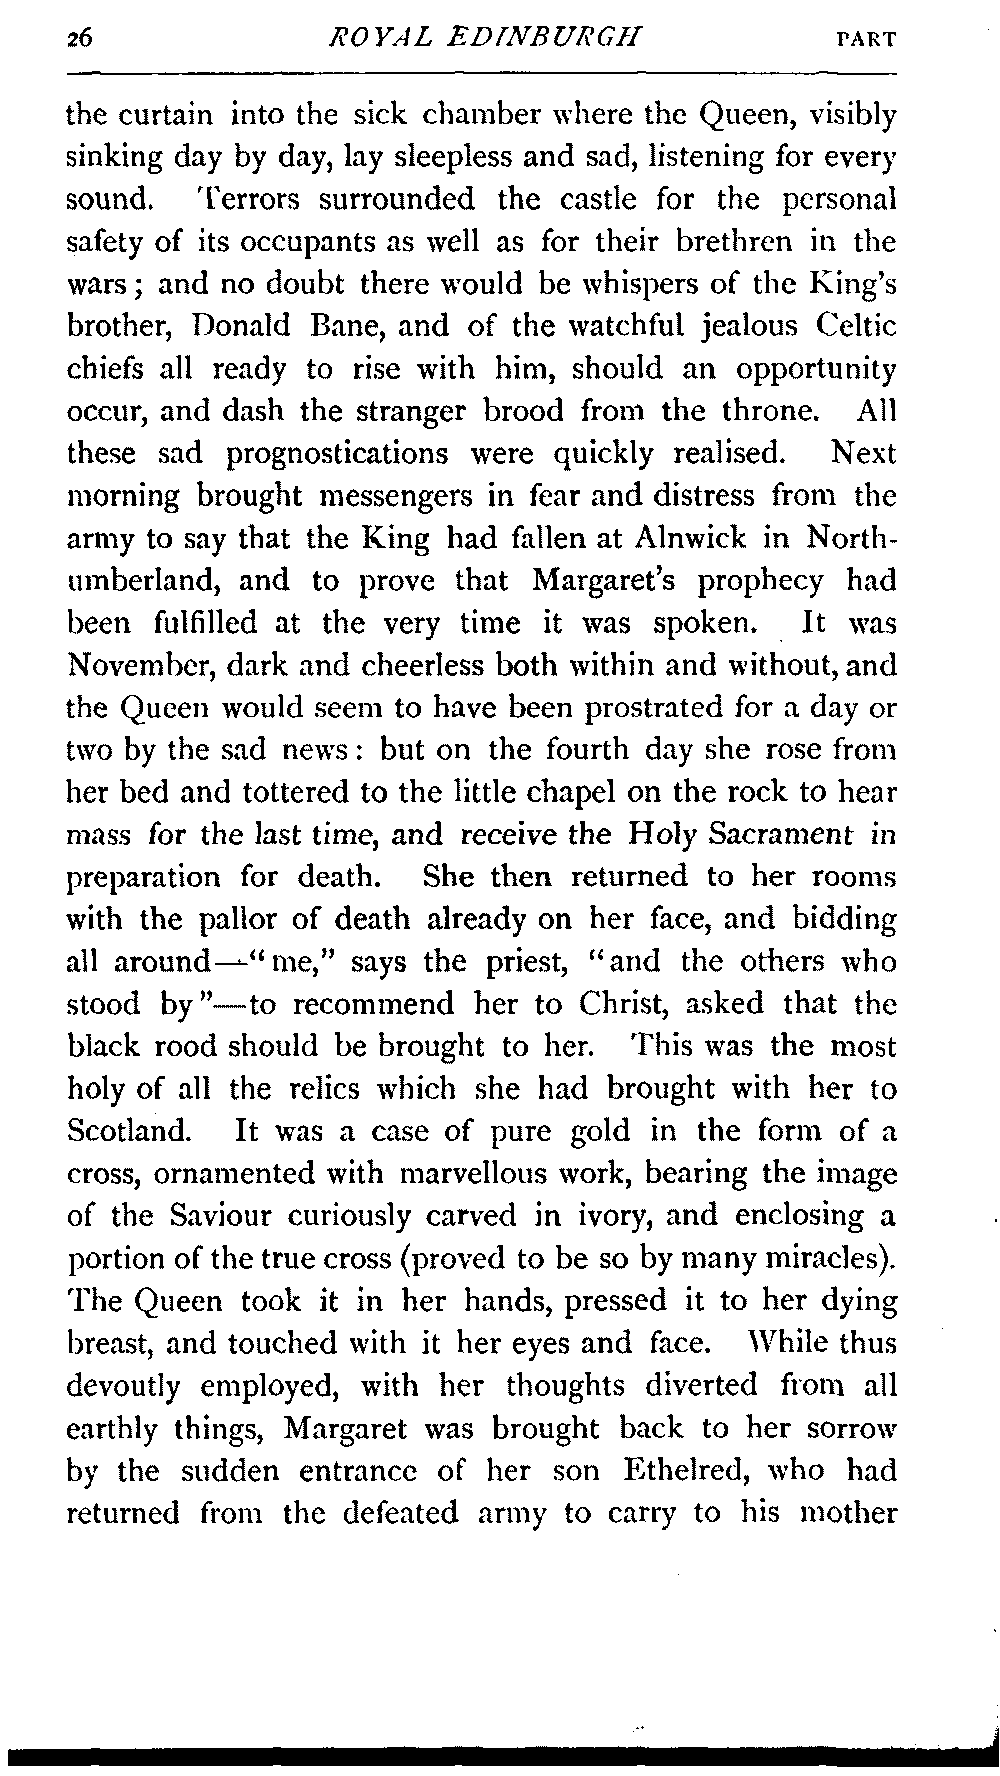 26 ROYAL EDINBURGH PART
the curtain into the sick chamber where the Queen, visibly
sinking day by day, lay sleepless and sad, listening for every
sound. Terrors surrounded the castle for the personal
safety of its occupants as well as for their brethren in the
wars; and no doubt there would be whispers of the King's
brother, Donald Bane, and of the watchful jealous Celtic
chiefs all ready to rise with him, should an opportunity
occur, and dash the stranger brood from the throne. All
these sad prognostications were quickly realised. Next
morning brought messengers in fear and distress from the
army to say that the King had fallen at Alnwick in North-
umberland, and to prove that Margaret's prophecy had
been fulfilled at the very time it was spoken. It was
November, dark and cheerless both within and without, and
the Queen would seem to have been prostrated for a day or
two by the sad news: but on the fourth day she rose from
her bed and tottered to the little chapel on the rock to hear
mass for the last time, and receive the Holy Sacrament in
preparation for death. She then returned to her rooms
with the pallor of death already on her face, and bidding
all around—"me," says the priest, "and the others who
stood by"—to recommend her to Christ, asked that the
black rood should be brought to her. This was the most
holy of all the relics which she had brought with her to
Scotland. It was a case of pure gold in the form of a
cross, ornamented with marvellous work, bearing the image
of the Saviour curiously carved in ivory, and enclosing a
portion of the true cross (proved to be so by many miracles).
The Queen took it in her hands, pressed it to her dying
breast, and touched with it her eyes and face. While thus
devoutly employed, with her thoughts diverted from all
earthly things, Margaret was brought back to her sorrow
by the sudden entrance of her son Ethelred, who had
returned from the defeated army to carry to his mother